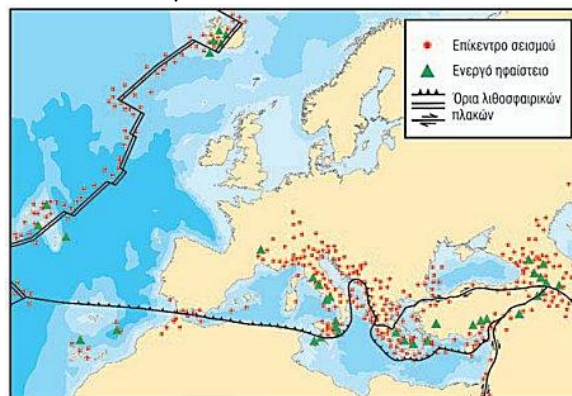 Επίκεντρο σεισμού
Ενεργό ηφαίστειο
Όρια λιθοσφαιρικών
πλακών